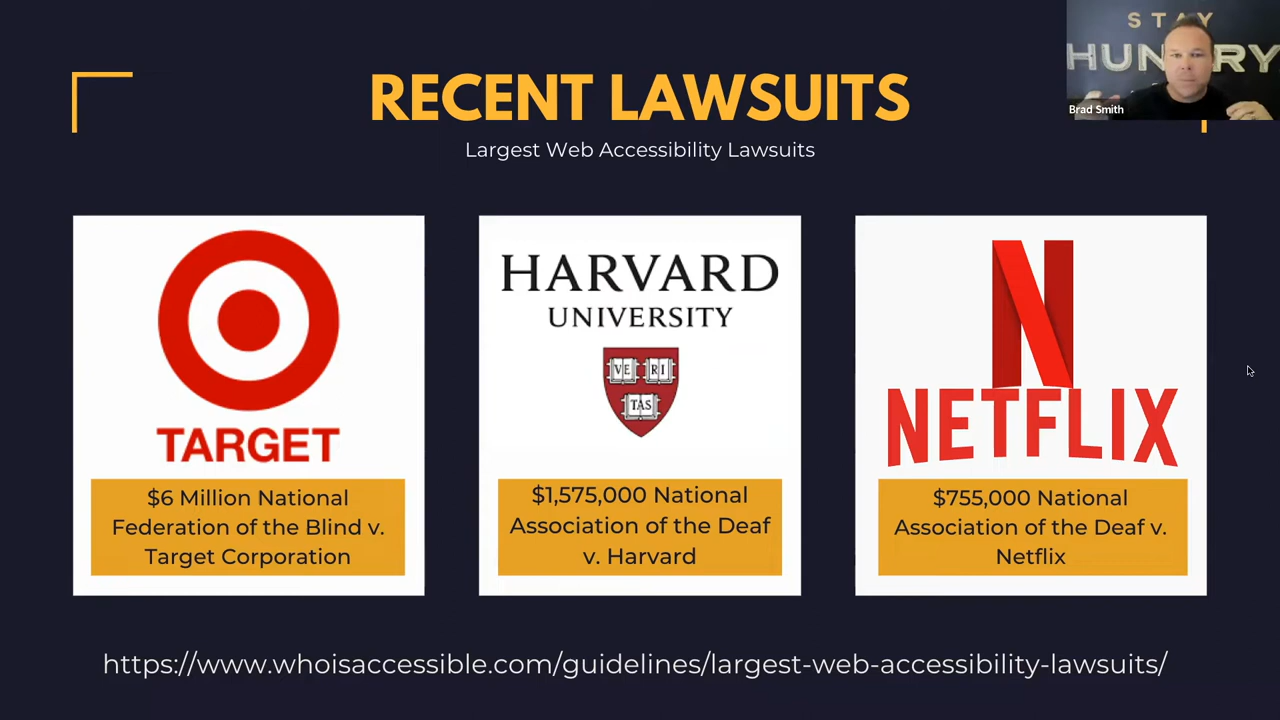 STAY
HUNGRY
Brad Smith
RECENT LAWSUITS
Largest Web Accessibility Lawsuits
TARGET
$6 Million National
Federation of the Blind v.
Target Corporation
HARVARD
UNIVERSITY
VE RI
TAS
$1,575,000 National
Association of the Deaf
v. Harvard
N
NETFLIX
$755,000 National
Association of the Deaf v.
Netflix
https://www.whoisaccessible.com/guidelines/largest-web-accessibility-lawsuits/